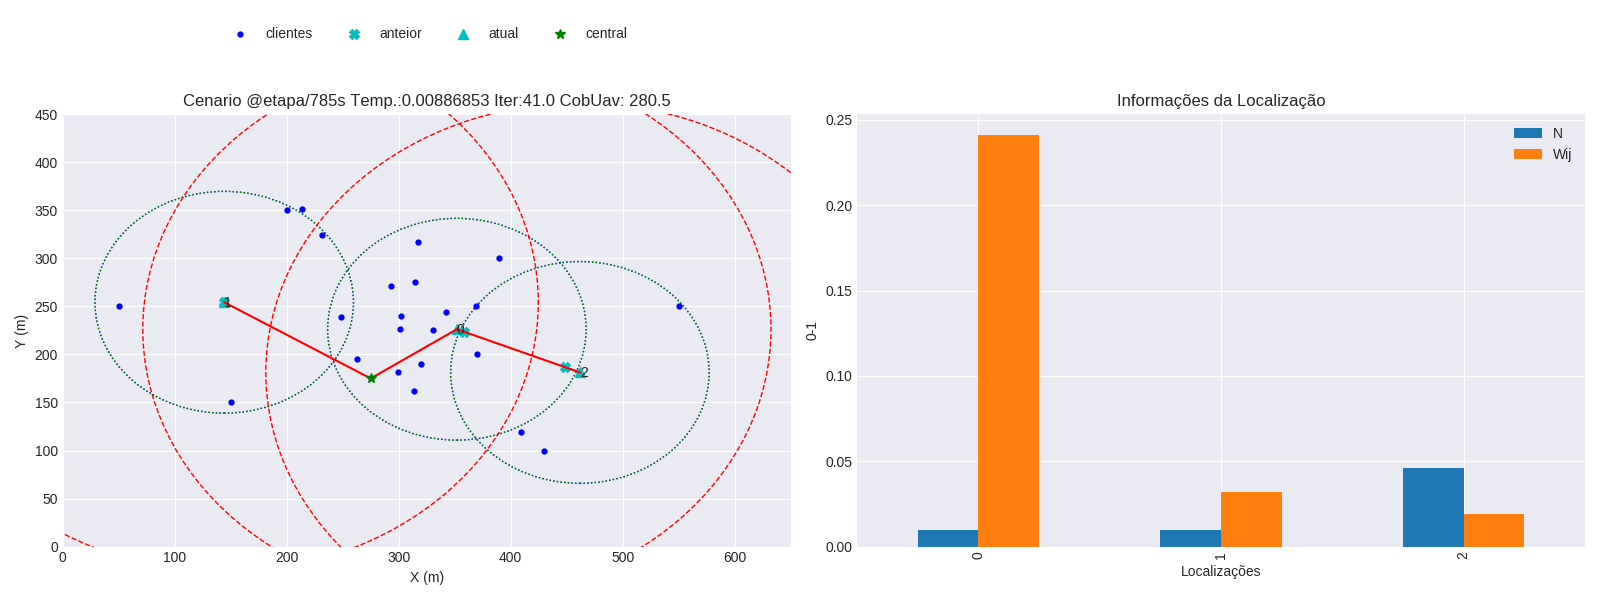 clientes anteior atual central
Cenario @etapa/785s Temp.:0.00886853 Iter:41.0 CobUav: 280.5
450
400
350
300
250
200
150
100
50
0
Y (m)
1
0
2
0 100 200 300 400 500 600
X (m)
Informações da Localização
N
Wij
0.25
0.20
0.15
0.10
0.05
0.00
0-1
0 1 2
Localizações